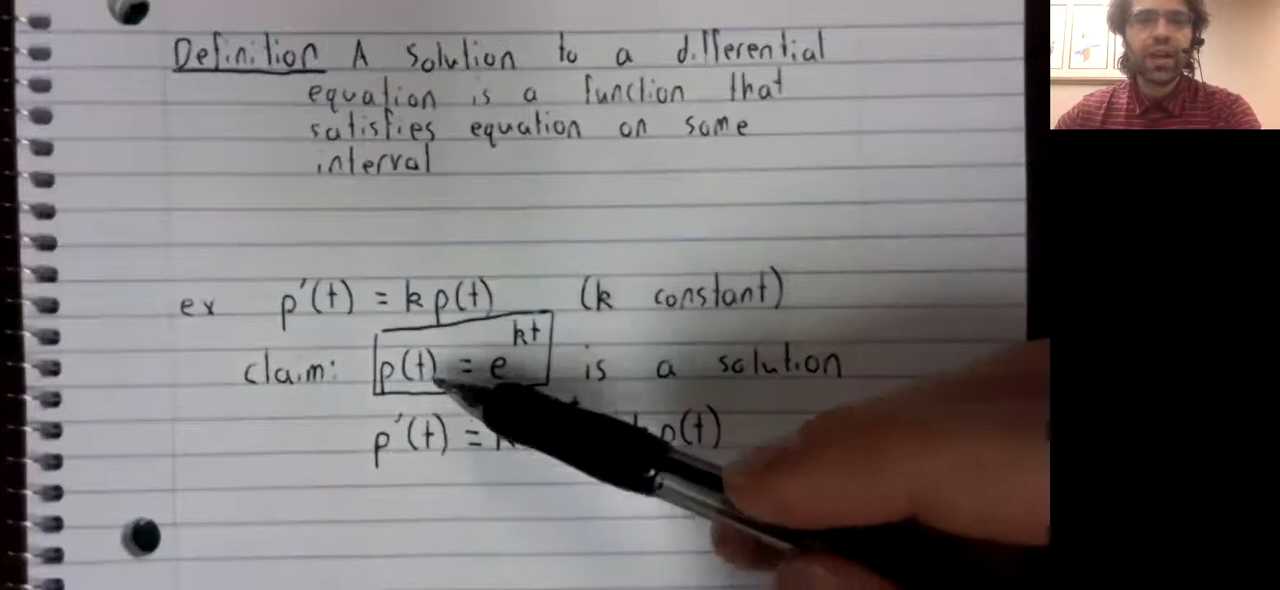 Definition A solution to a differential
equation is a function that
satisfies equation on some
interval
ex p'(t) = k p(t) (k constant)
claim: p(t) = e^kt is a solution
p'(t) = p(t)